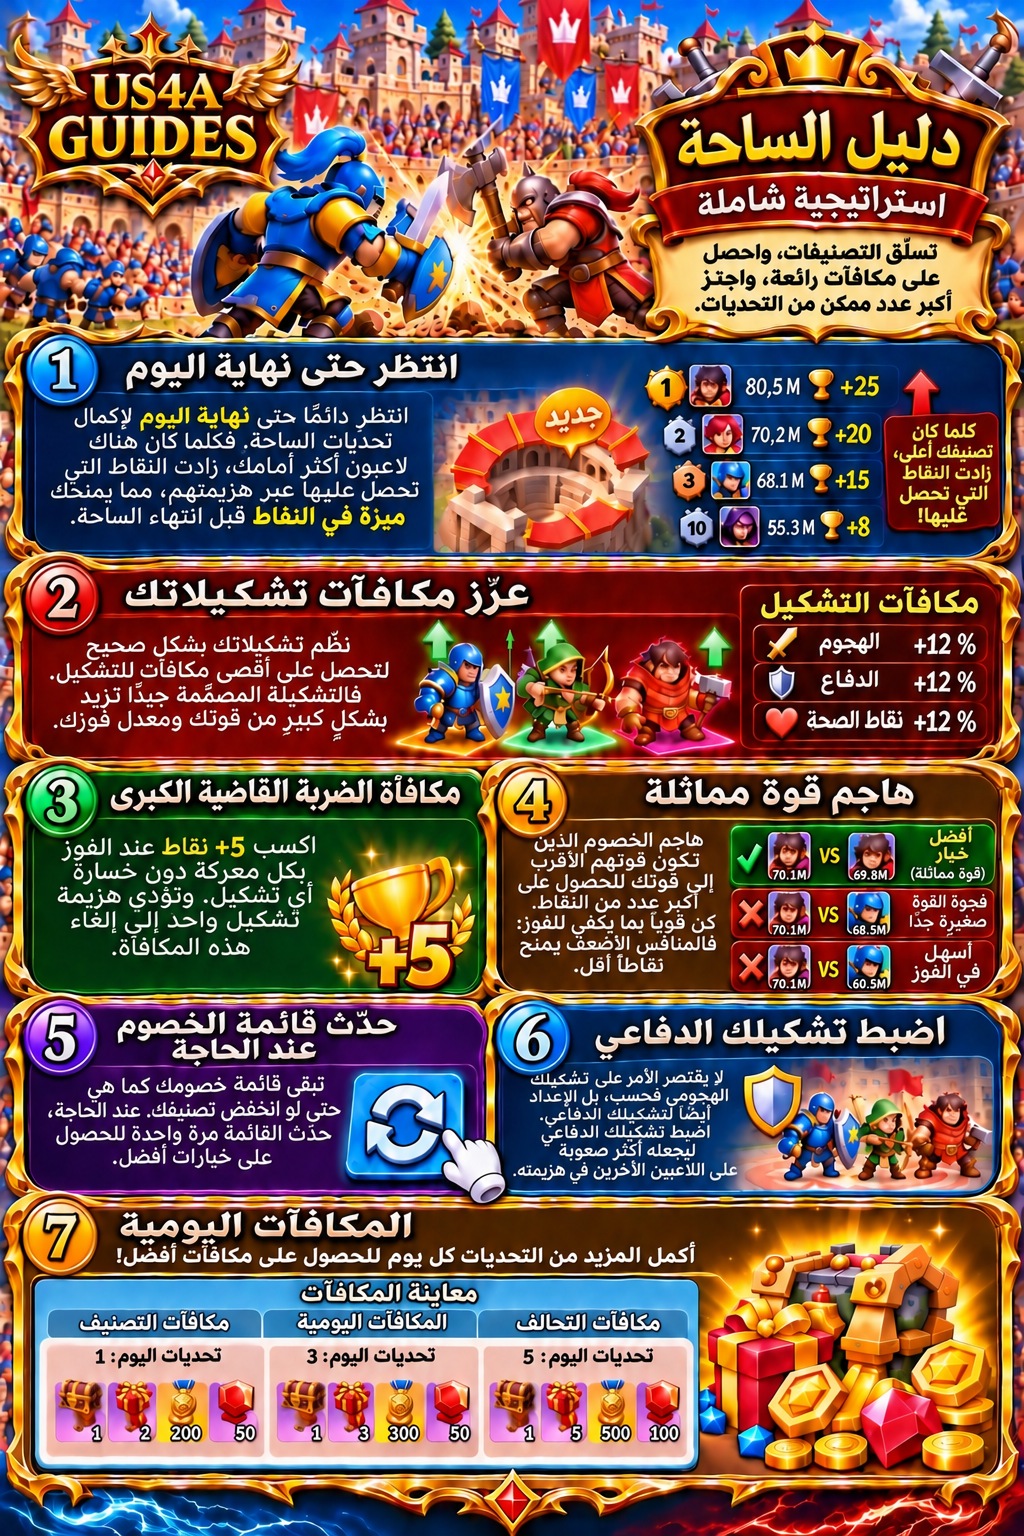 US4A
GUIDES
دليل الساحة
استراتيجية شاملة
تسلّق التصنيفات، واحصل
على مكافآت رائعة، واجتز
أكبر عدد ممكن من التحديات.
1
انتظر حتى نهاية اليوم
انتظر دائمًا حتى نهاية اليوم لإكمال
تحديات الساحة. فكلما كان هناك
لاعبون أكثر أمامك، زادت النقاط التي
تحصل عليها عبر هزيمتهم، مما يمنحك
ميزة في النقاط قبل انتهاء الساحة.
جديد
1 80,5 M +25
2 70,2 M +20
3 68.1 M +15
10 55.3 M +8
كلما كان
تصنيفك أعلى،
زادت النقاط
التي تحصل
عليها!
2
عزّز مكافآت تشكيلاتك
نظّم تشكيلاتك بشكل صحيح
لتحصل على أقصى مكافآت للتشكيل.
فالتشكيلة المصمَّمة جيدًا تزيد
بشكلٍ كبيرٍ من قوتك ومعدل فوزك.
مكافآت التشكيل
الهجوم +12 %
الدفاع +12 %
نقاط الصحة +12 %
3
مكافأة الضربة القاضية الكبرى
اكسب +5 نقاط عند الفوز
بكل معركة دون خسارة
أي تشكيل. وتؤدي هزيمة
تشكيل واحد إلى إلغاء
هذه المكافأة.
+5
4
هاجم قوة مماثلة
هاجم الخصوم الذين
تكون قوتهم الأقرب
إلى قوتك للحصول على
أكبر عدد من النقاط.
كن قوياً بما يكفي للفوز:
فالمنافس الأضعف يمنح
نقاطاً أقل.
70.1M VS 69.8M
أفضل
خيار
(قوة مماثلة)
70.1M VS 68.5M
فجوة القوة
صغيرة جدًا
70.1M VS 60.5M
أسهل
في الفوز
5
حدّث قائمة الخصوم
عند الحاجة
تبقى قائمة خصومك كما هي
حتى لو انخفض تصنيفك. عند الحاجة،
حدّث القائمة مرة واحدة للحصول
على خيارات أفضل.
6
اضبط تشكيلك الدفاعي
لا يقتصر الأمر على تشكيلك
الهجومي فحسب، بل الإعداد
أيضًا لتشكيلك الدفاعي.
اضبط تشكيلك الدفاعي
ليجعله أكثر صعوبة
على اللاعبين الآخرين في هزيمته.
7
المكافآت اليومية
أكمل المزيد من التحديات كل يوم للحصول على مكافآت أفضل!
معاينة المكافآت
مكافآت التحالف
المكافآت اليومية
مكافآت التصنيف
تحديات اليوم: 5
تحديات اليوم: 3
تحديات اليوم: 1
1 5 500 100
1 3 300 50
1 2 200 50